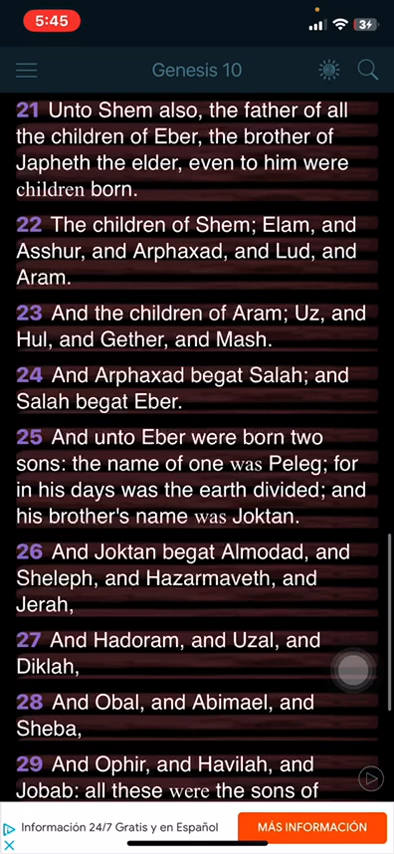 5:45
3
Genesis 10
21 Unto Shem also, the father of all
the children of Eber, the brother of
Japheth the elder, even to him were
children born.
22 The children of Shem; Elam, and
Asshur, and Arphaxad, and Lud, and
Aram.
23 And the children of Aram; Uz, and
Hul, and Gether, and Mash.
24 And Arphaxad begat Salah; and
Salah begat Eber.
25 And unto Eber were born two
sons: the name of one was Peleg; for
in his days was the earth divided; and
his brother's name was Joktan.
26 And Joktan begat Almodad, and
Sheleph, and Hazarmaveth, and
Jerah,
27 And Hadoram, and Uzal, and
Diklah,
28 And Obal, and Abimael, and
Sheba,
29 And Ophir, and Havilah, and
Jobab: all these were the sons of
Información 24/7 Gratis y en Español
MÁS INFORMACIÓN